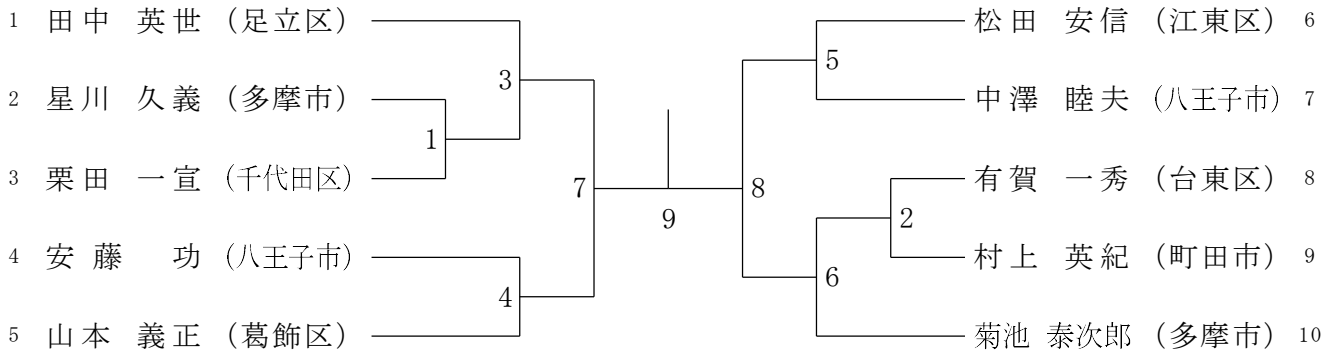 1 田中 英世 (足立区)
3
2 星川 久義 (多摩市)
1
3 栗田 一宣 (千代田区)
7
4 安藤 功 (八王子市)
4
5 山本 義正 (葛飾区)
9
松田 安信 (江東区) 6
5
中澤 睦夫 (八王子市) 7
8
有賀 一秀 (台東区) 8
2
村上 英紀 (町田市) 9
6
菊池 泰次郎 (多摩市) 10